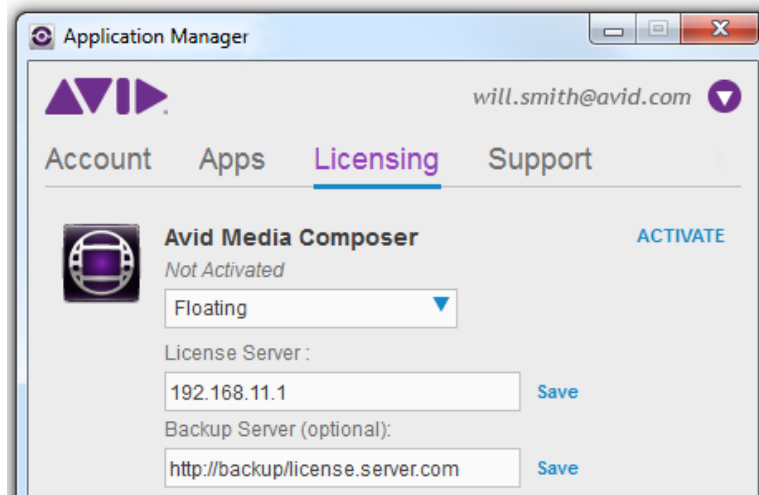 Application Manager
AVID
will.smith@avid.com
Account Apps Licensing Support
Avid Media Composer ACTIVATE
Not Activated
Floating
License Server :
192.168.11.1 Save
Backup Server (optional):
http://backup/license.server.com Save